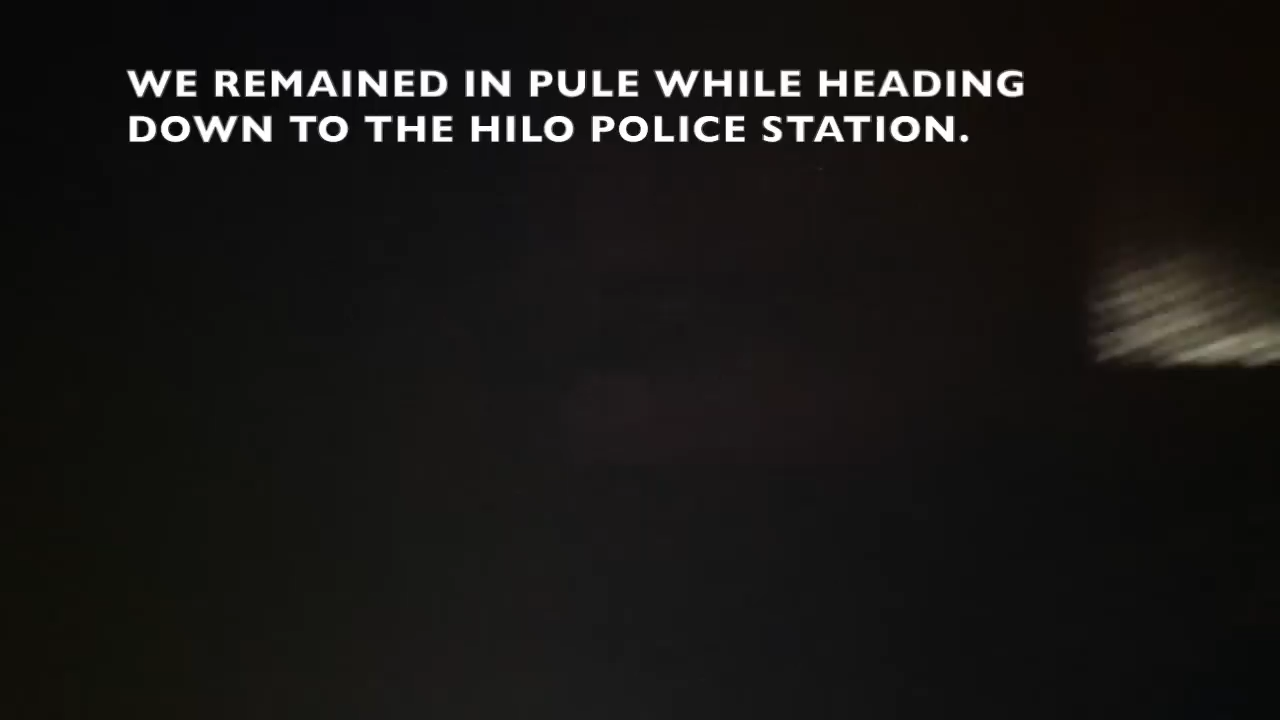 WE REMAINED IN PULE WHILE HEADING
DOWN TO THE HILO POLICE STATION.